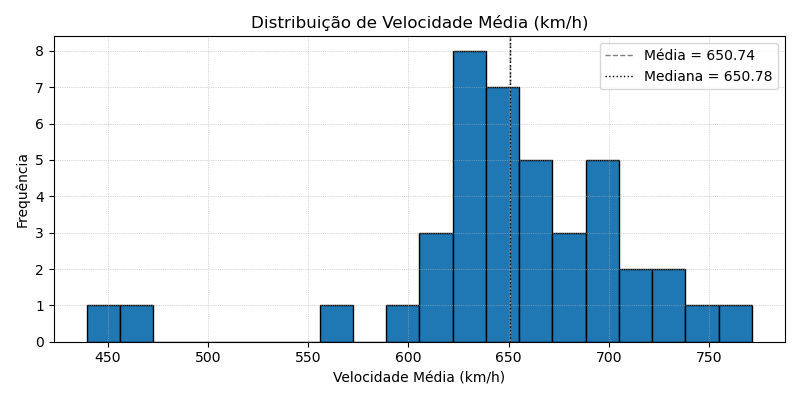 Distribuição de Velocidade Média (km/h)
Média = 650.74
Mediana = 650.78
Frequência
8
7
6
5
4
3
2
1
0
450 500 550 600 650 700 750
Velocidade Média (km/h)